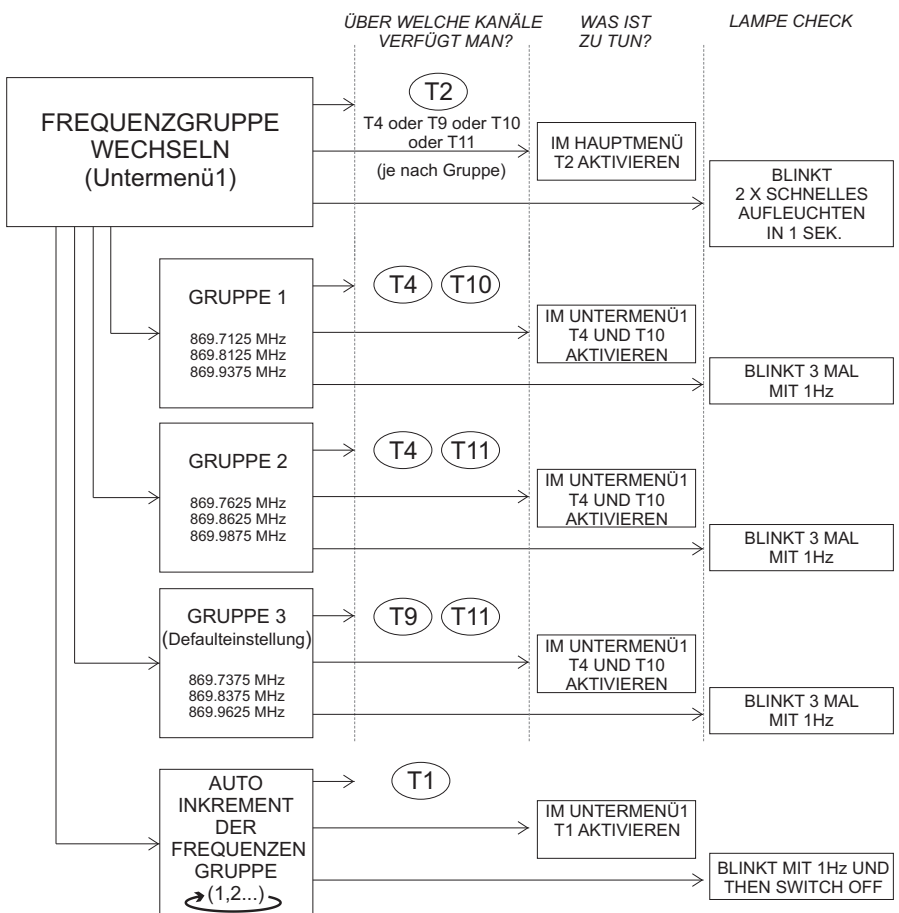 ÜBER WELCHE KANÄLE
VERFÜGT MAN?
WAS IST
ZU TUN?
LAMPE CHECK
FREQUENZGRUPPE
WECHSELN
(Untermenü1)
T2
T4 oder T9 oder T10
oder T11
(je nach Gruppe)
IM HAUPTMENÜ
T2 AKTIVIEREN
BLINKT
2 X SCHNELLES
AUFLEUCHTEN
IN 1 SEK.
GRUPPE 1
869.7125 MHz
869.8125 MHz
869.9375 MHz
T4 T10
IM UNTERMENÜ1
T4 UND T10
AKTIVIEREN
BLINKT 3 MAL
MIT 1Hz
GRUPPE 2
869.7625 MHz
869.8625 MHz
869.9875 MHz
T4 T11
IM UNTERMENÜ1
T4 UND T10
AKTIVIEREN
BLINKT 3 MAL
MIT 1Hz
GRUPPE 3
(Defaulteinstellung)
869.7375 MHz
869.8375 MHz
869.9625 MHz
T9 T11
IM UNTERMENÜ1
T4 UND T10
AKTIVIEREN
BLINKT 3 MAL
MIT 1Hz
AUTO
INKREMENT
DER
FREQUENZEN
GRUPPE
(1,2...)
T1
IM UNTERMENÜ1
T1 AKTIVIEREN
BLINKT MIT 1Hz UND
THEN SWITCH OFF